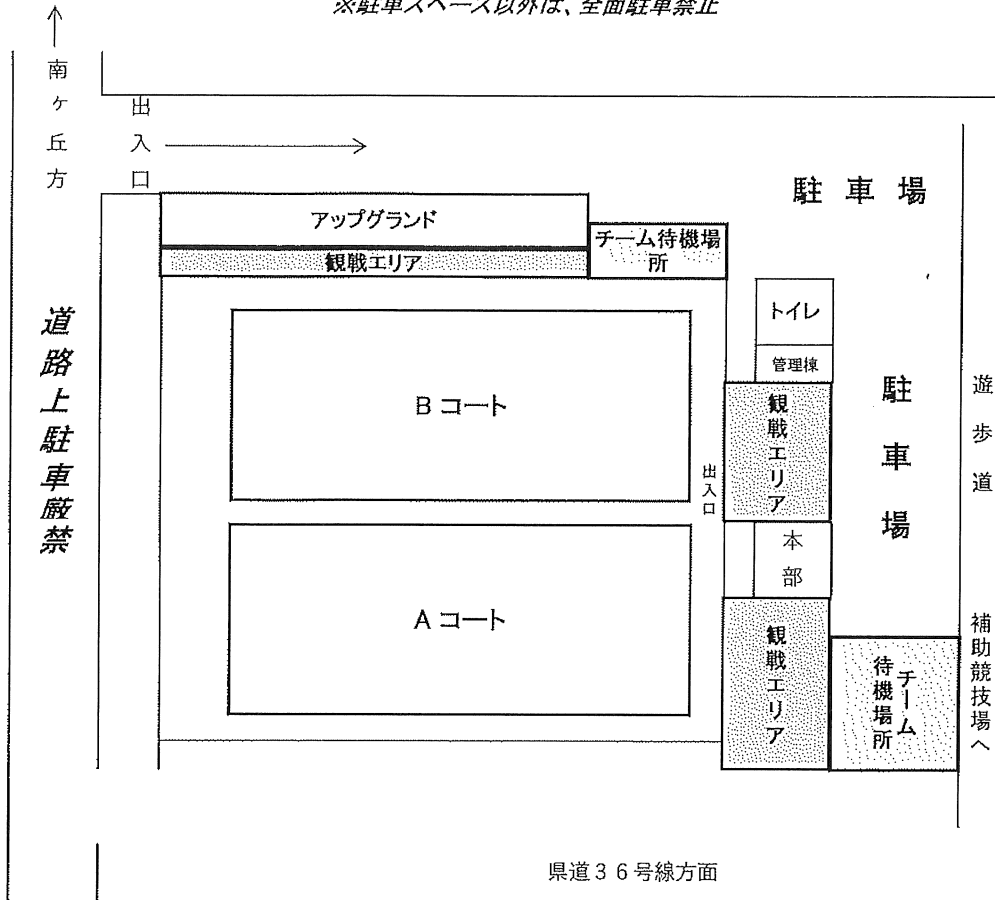 ※駐車スペース以外は、全面駐車禁止
南ヶ丘方
出入口
駐車場
アップグランド
チーム待機場
所
観戦エリア
トイレ
管理棟
道路上駐車厳禁
Bコート
観戦エリア
駐車場
遊歩道
出入口
本部
Aコート
観戦エリア
チーム
待機場所
補助競技場へ
県道36号線方面